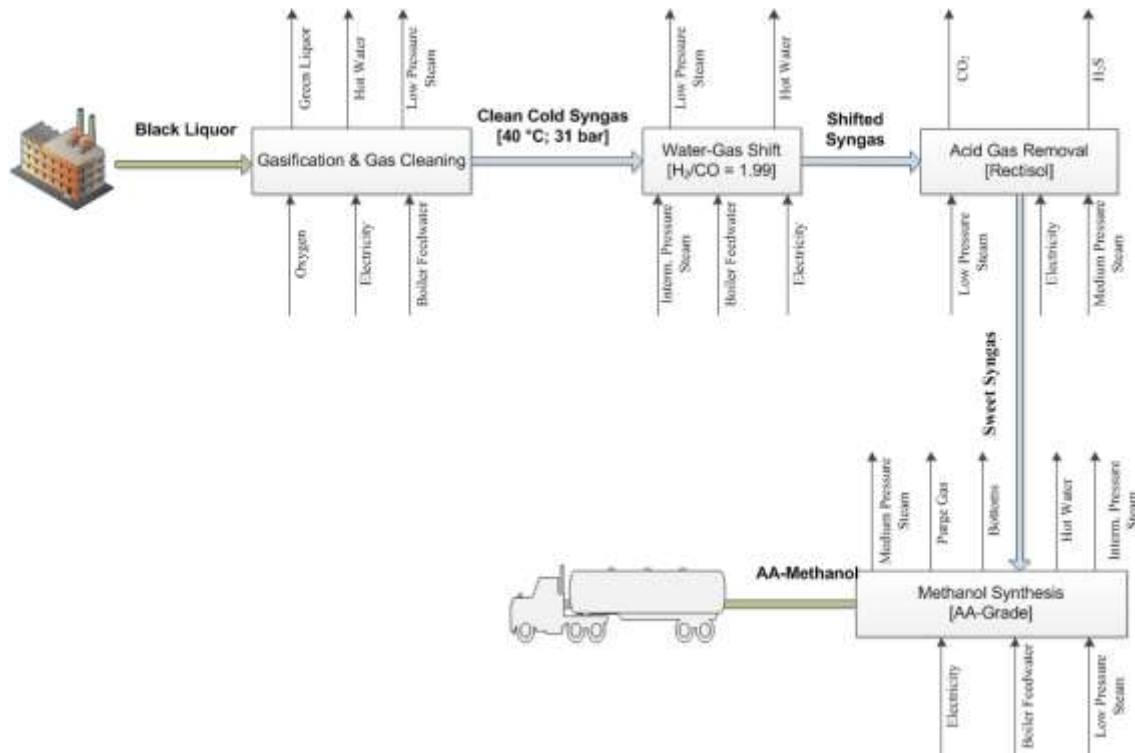 Green Liquor
Hot Water
Low Pressure
Steam
Low Pressure
Steam
Hot Water
CO₂
H₂S
Black Liquor
Clean Cold Syngas
[40 °C; 31 bar]
Shifted
Syngas
Gasification & Gas Cleaning
Water-Gas Shift
[H₂/CO = 1.99]
Acid Gas Removal
[Rectisol]
Oxygen
Electricity
Boiler Feedwater
Interm. Pressure
Steam
Boiler Feedwater
Electricity
Low Pressure
Steam
Electricity
Medium Pressure
Steam
Sweet Syngas
Medium Pressure
Steam
Purge Gas
Bottoms
Hot Water
Interm. Pressure
Steam
AA-Methanol
Methanol Synthesis
[AA-Grade]
Electricity
Boiler Feedwater
Low Pressure
Steam